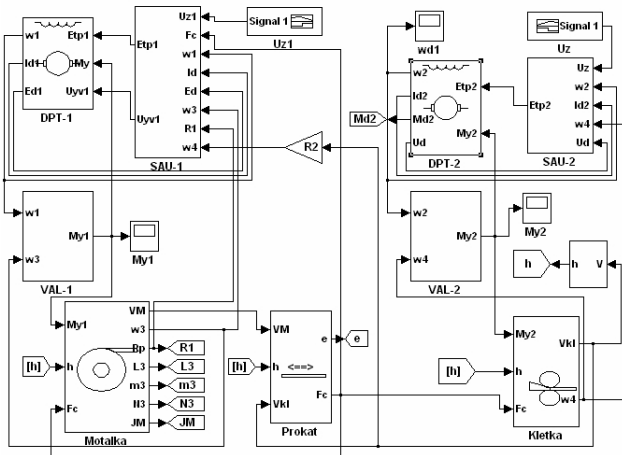 w1
Id1
Ed1
Etp1
My
Uyv1
DPT-1
Etp1
Uyv1
Uz1
Fc
w1
Id
Ed
w3
R1
w4
SAU-1
Signal 1
Uz1
R2
wd1
Signal 1
Uz
w2
Id2
Md2
Ud
Etp2
My2
DPT-2
Md2
Etp2
Uz
w2
Id2
w4
Ud
SAU-2
w1
w3
My1
VAL-1
My1
w2
w4
My2
VAL-2
My2
h
h
V
My1
[h]
h
Fc
VM
w3
Rp
L3
m3
N3
JM
Motalka
R1
L3
m3
N3
JM
VM
[h]
h
Vkl
<==>
e
Fc
Prokat
e
My2
[h]
h
Fc
Vkl
w4
Kletka